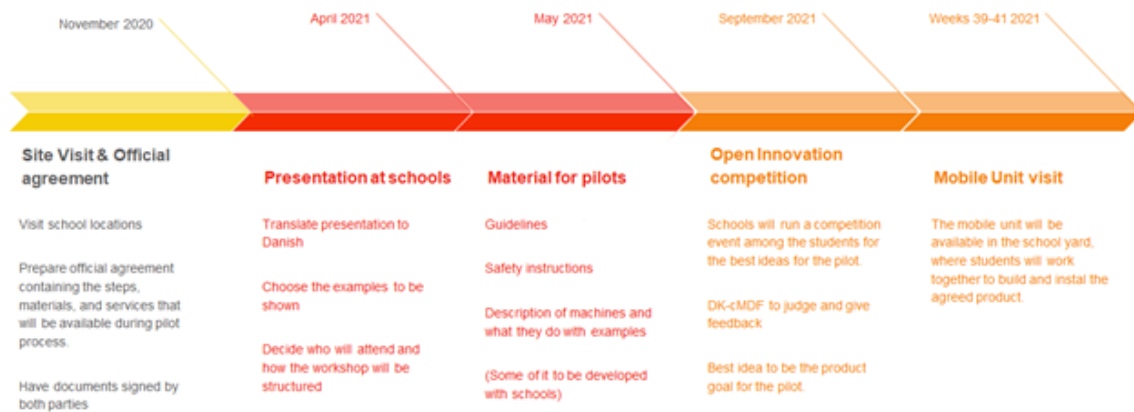 November 2020
April 2021
May 2021
September 2021
Weeks 39-41 2021
Site Visit & Official
agreement
Visit school locations
Prepare official agreement
containing the steps,
materials, and services that
will be available during pilot
process.
Have documents signed by
both parties
Presentation at schools
Translate presentation to
Danish
Choose the examples to be
shown
Decide who will attend and
how the workshop will be
structured
Material for pilots
Guidelines
Safety instructions
Description of machines and
what they do with examples
(Some of it to be developed
with schools)
Open Innovation
competition
Schools will run a competition
event among the students for
the best ideas for the pilot.
DK-cMDF to judge and give
feedback
Best idea to be the product
goal for the pilot.
Mobile Unit visit
The mobile unit will be
available in the school yard,
where students will work
together to build and instal the
agreed product.